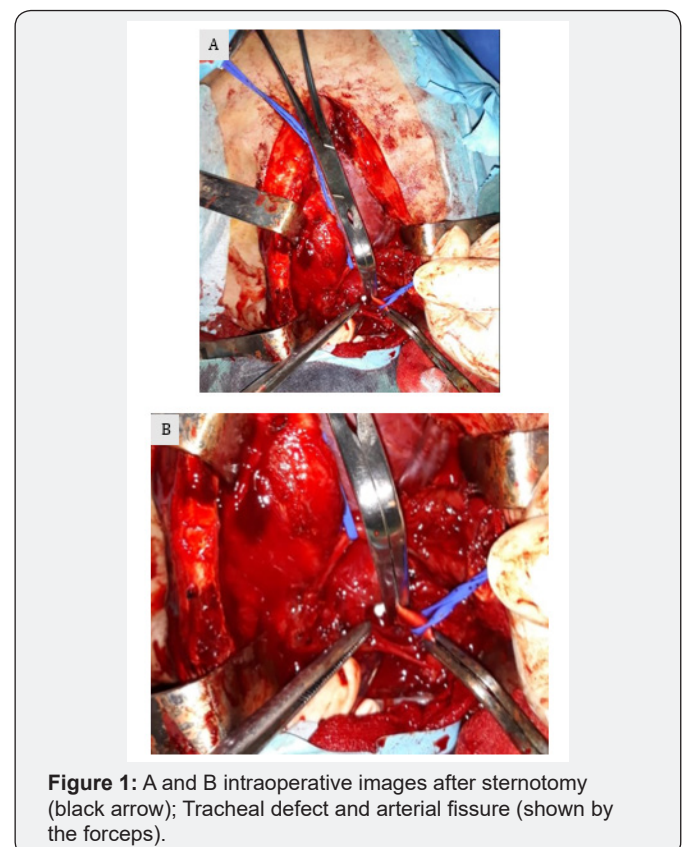 A
B
Figure 1: A and B intraoperative images after sternotomy
(black arrow); Tracheal defect and arterial fissure (shown by
the forceps).